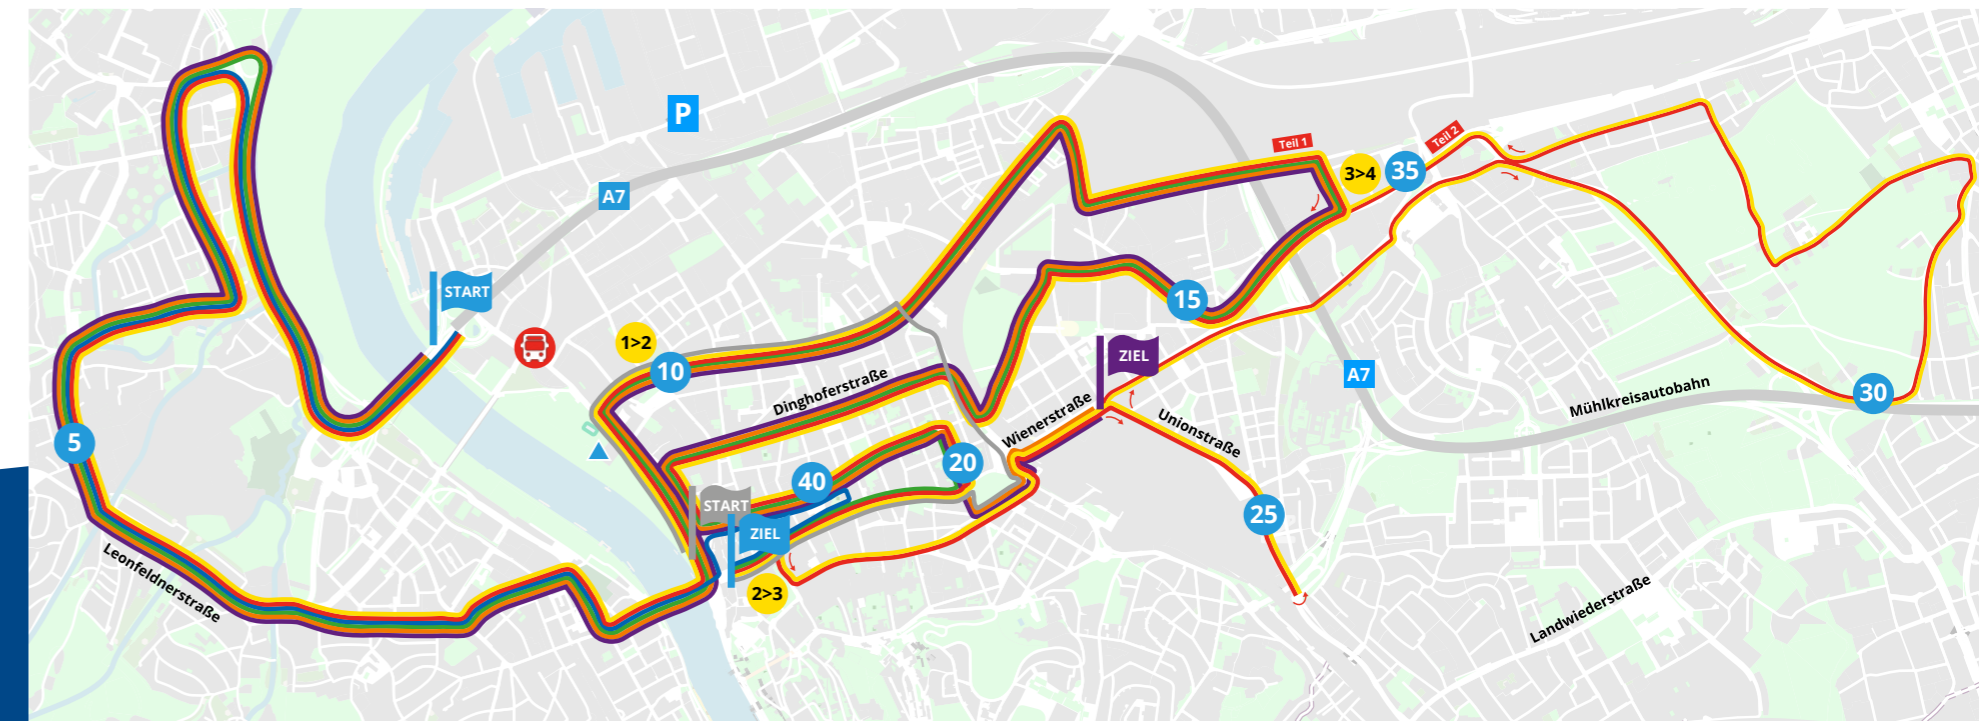 P
Teil 1
Teil 2
3>4
35
A7
START
15
1>2
10
ZIEL
A7
Dinghoferstraße
Wienerstraße
Unionstraße
Mühlkreisautobahn
30
5
20
40
START
25
ZIEL
Leonfeldnerstraße
2>3
Landwiederstraße